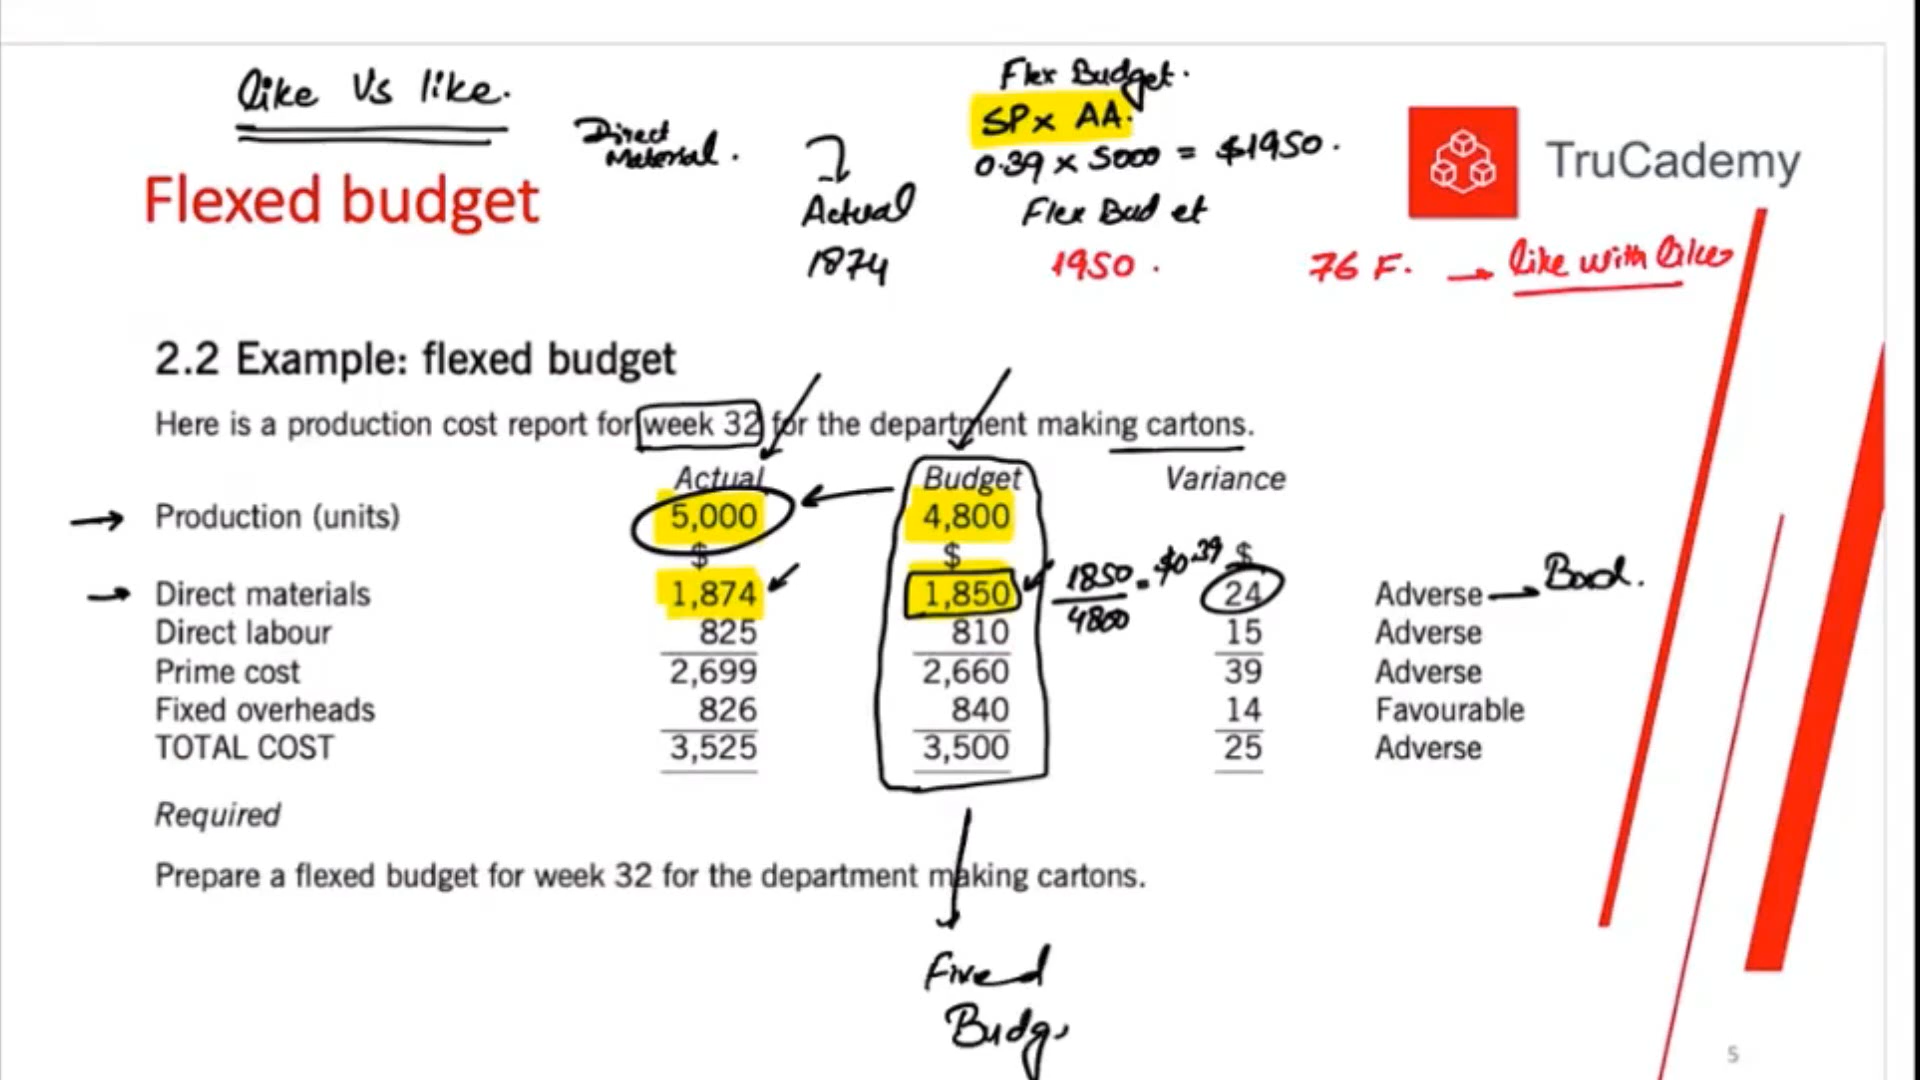 like Vs like.
Flex Budget.
SP x AA.
Direct
Material.
0.39 x 5000 = $1950.
TruCademy
Flexed budget
Actual
Flex Bud et
1874
1950.
76 F. → like with likes
2.2 Example: flexed budget
Here is a production cost report for week 32 for the department making cartons.
Actual Budget Variance
Production (units) 5,000 4,800
$ $ $
1850 = $0.39
4800
Direct materials 1,874 1,850 24 Adverse → Bad.
Direct labour 825 810 15 Adverse
Prime cost 2,699 2,660 39 Adverse
Fixed overheads 826 840 14 Favourable
TOTAL COST 3,525 3,500 25 Adverse
Required
Prepare a flexed budget for week 32 for the department making cartons.
Fixed
Budg,
5